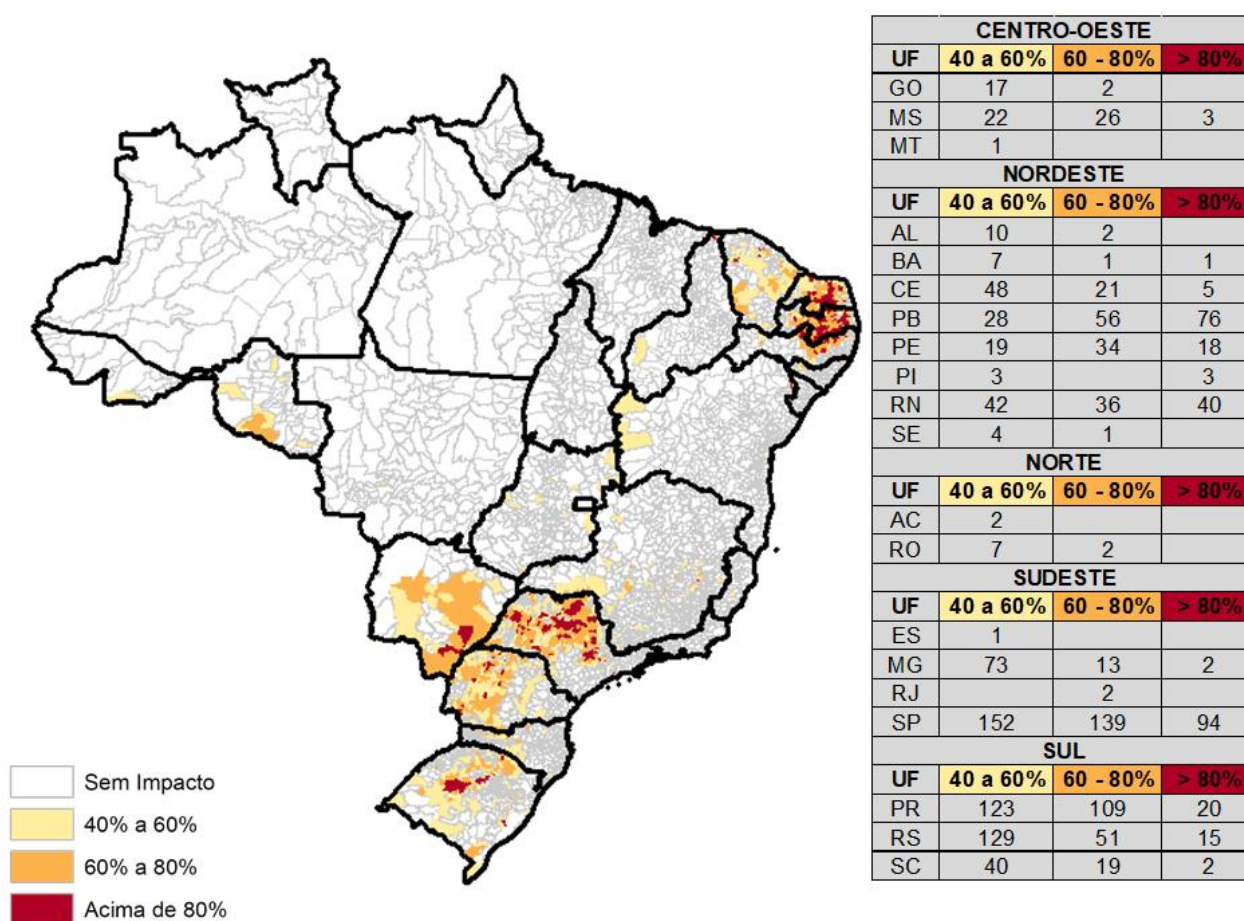 CENTRO-OESTE
UF 40 a 60% 60 - 80% > 80%
GO 17 2
MS 22 26 3
MT 1
NORDESTE
UF 40 a 60% 60 - 80% > 80%
AL 10 2
BA 7 1 1
CE 48 21 5
PB 28 56 76
PE 19 34 18
PI 3 3
RN 42 36 40
SE 4 1
NORTE
UF 40 a 60% 60 - 80% > 80%
AC 2
RO 7 2
SUDESTE
UF 40 a 60% 60 - 80% > 80%
ES 1
MG 73 13 2
RJ 2
SP 152 139 94
SUL
UF 40 a 60% 60 - 80% > 80%
PR 123 109 20
RS 129 51 15
SC 40 19 2
Sem Impacto
40% a 60%
60% a 80%
Acima de 80%